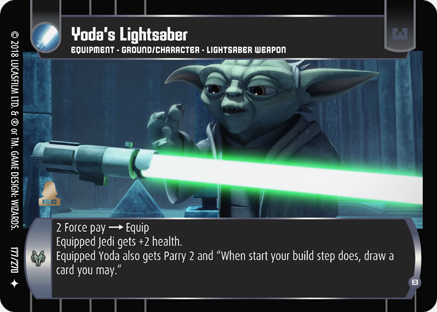 Yoda's Lightsaber
EQUIPMENT - GROUND/CHARACTER - LIGHTSABER WEAPON
© 2018 LUCASFILM LTD. & ® or TM. GAME DESIGN: WIZARDS.
177/270
2 Force pay → Equip
Equipped Jedi gets +2 health.
Equipped Yoda also gets Parry 2 and “When start your build step does, draw a
card you may.”